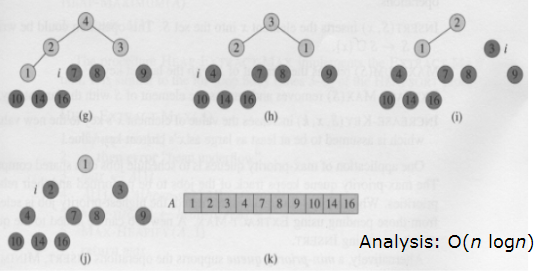 4
2 3
1 i 7 8 9
10 14 16
(g)
3
2 1
i 4 7 8 9
10 14 16
(h)
2
1 3 i
4 7 8 9
10 14 16
(i)
1
i 2 3
4 7 8 9
10 14 16
(j)
A 1 2 3 4 7 8 9 10 14 16
(k)
Analysis: O(n logn)